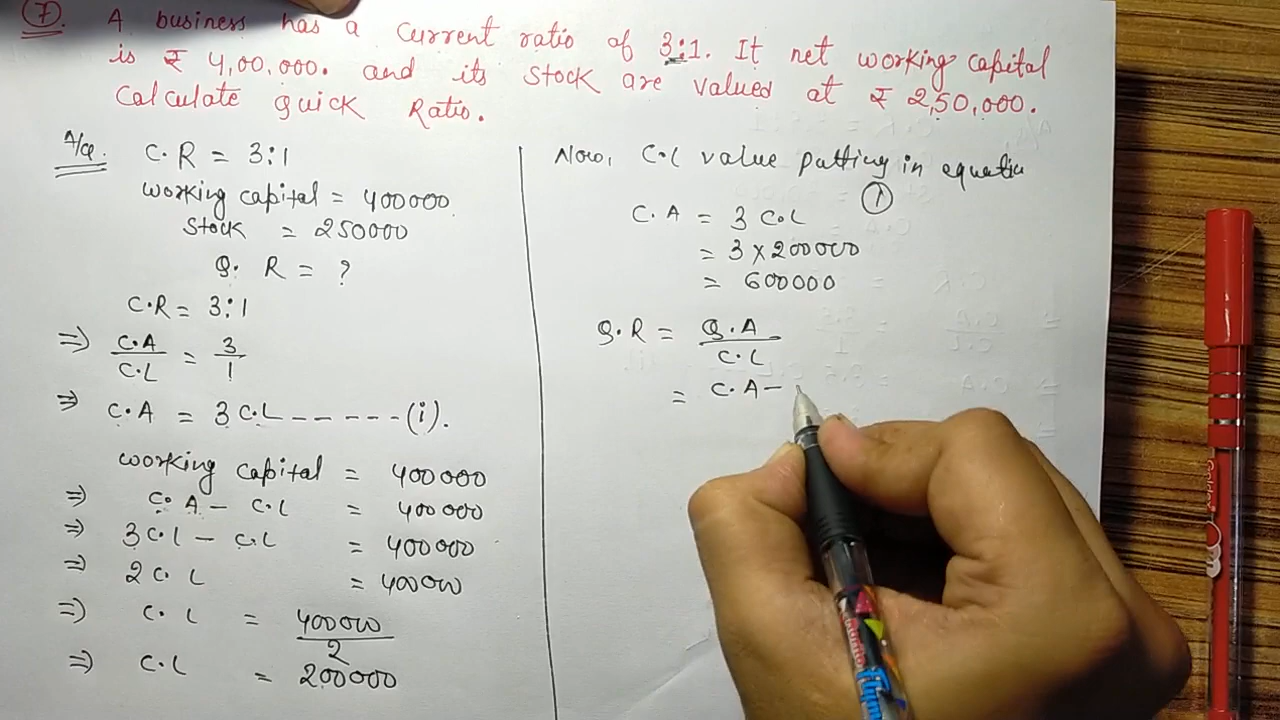 7. A business has a current ratio of 3:1. It net working capital
is ₹ 4,00,000. and its stock are valued at ₹ 2,50,000.
Calculate quick Ratio.
A/q. C.R = 3:1
working capital = 400000
Stock = 250000
Q. R = ?
C.R = 3:1
⇒ C.A / C.L = 3 / 1
⇒ C.A = 3 C.L ------(i).
working capital = 400000
⇒ C.A - C.L = 400000
⇒ 3C.L - C.L = 400000
⇒ 2C.L = 400000
⇒ C.L = 400000 / 2
⇒ C.L = 200000
Now, C.L value putting in equatin
1
C.A = 3 C.L
= 3 × 200000
= 600000
Q.R = Q.A / C.L
= C.A -